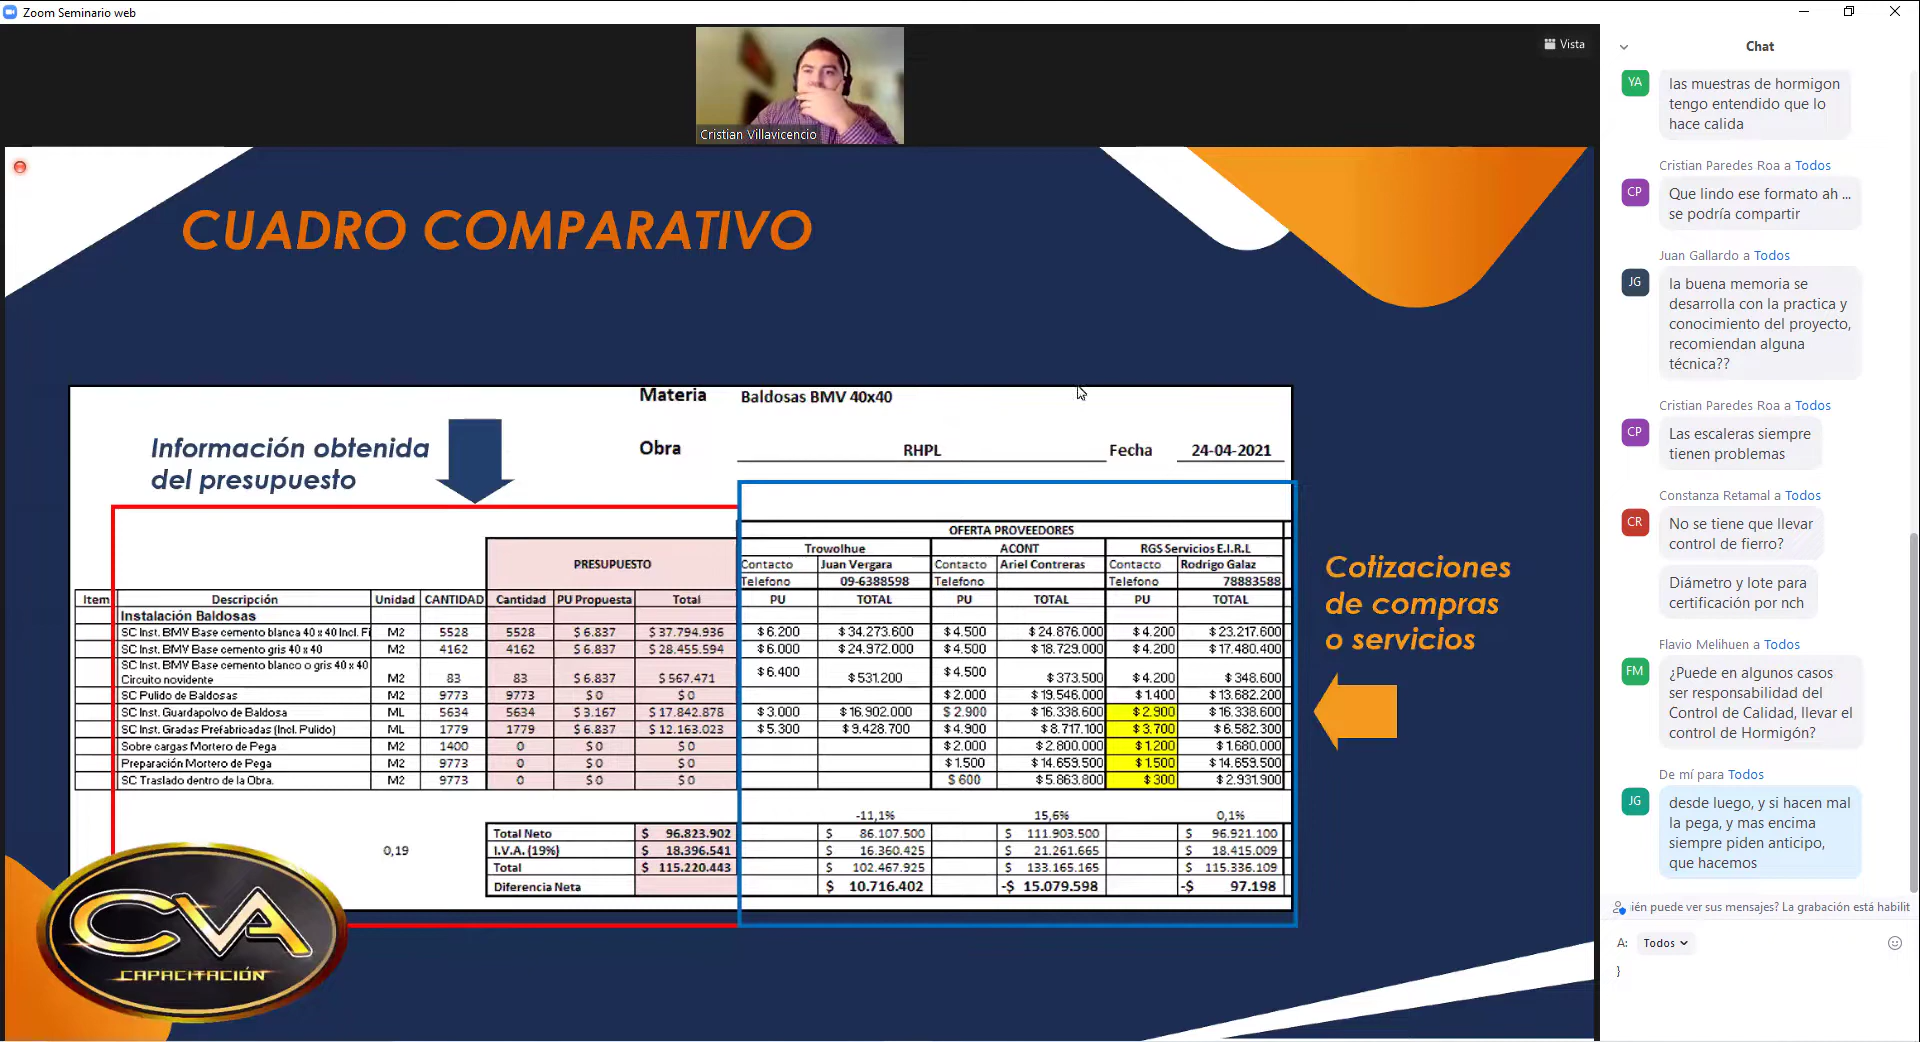 Zoom Seminario web
Vista
Cristian Villavicencio
CUADRO COMPARATIVO
Información obtenida
del presupuesto
Materia Baldosas BMV 40x40
Obra RHPL Fecha 24-04-2021
OFERTA PROVEEDORES
PRESUPUESTO
Trowolhue ACONT RGS Servicios E.I.R.L
Contacto Juan Vergara Contacto Ariel Contreras Contacto Rodrigo Galaz
Telefono 09-6388598 Telefono Telefono 78883588
Item Descripción Unidad CANTIDAD Cantidad PU Propuesta Total PU TOTAL PU TOTAL PU TOTAL
Instalación Baldosas
SC Inst. BMV Base cemento blanca 40 x 40 Incl. Fi M2 5528 5528 $ 6.837 $ 37.794.936 $ 6.200 $ 34.273.600 $ 4.500 $ 24.876.000 $ 4.200 $ 23.217.600
SC Inst. BMV Base cemento gris 40 x 40 M2 4162 4162 $ 6.837 $ 28.455.594 $ 6.000 $ 24.972.000 $ 4.500 $ 18.729.000 $ 4.200 $ 17.480.400
SC Inst. BMV Base cemento blanco o gris 40 x 40
Circuito novidente M2 83 83 $ 6.837 $ 567.471 $ 6.400 $ 531.200 $ 4.500 $ 373.500 $ 4.200 $ 348.600
SC Pulido de Baldosas M2 9773 9773 $ 0 $ 0 $ 2.000 $ 19.546.000 $ 1.400 $ 13.682.200
SC Inst. Guardapolvo de Baldosa ML 5634 5634 $ 3.167 $ 17.842.878 $ 3.000 $ 16.902.000 $ 2.900 $ 16.338.600 $ 2.900 $ 16.338.600
SC Inst. Gradas Prefabricadas (Incl. Pulido) ML 1779 1779 $ 6.837 $ 12.163.023 $ 5.300 $ 9.428.700 $ 4.900 $ 8.717.100 $ 3.700 $ 6.582.300
Sobre cargas Mortero de Pega M2 1400 0 $ 0 $ 0 $ 2.000 $ 2.800.000 $ 1.200 $ 1.680.000
Preparación Mortero de Pega M2 9773 0 $ 0 $ 0 $ 1.500 $ 14.659.500 $ 1.500 $ 14.659.500
SC Traslado dentro de la Obra. M2 9773 0 $ 0 $ 0 $ 600 $ 5.863.800 $ 300 $ 2.931.900
-11,1% 15,6% 0,1%
Total Neto $ 96.823.902 $ 86.107.500 $ 111.903.500 $ 96.921.100
0,19 I.V.A. (19%) $ 18.396.541 $ 16.360.425 $ 21.261.665 $ 18.415.009
Total $ 115.220.443 $ 102.467.925 $ 133.165.165 $ 115.336.109
Diferencia Neta $ 10.716.402 -$ 15.079.598 -$ 97.198
Cotizaciones
de compras
o servicios
CVA
CAPACITACIÓN
Chat
YA
las muestras de hormigon
tengo entendido que lo
hace calida
Cristian Paredes Roa a Todos
CP
Que lindo ese formato ah ...
se podría compartir
Juan Gallardo a Todos
JG
la buena memoria se
desarrolla con la practica y
conocimiento del proyecto,
recomiendan alguna
técnica??
Cristian Paredes Roa a Todos
CP
Las escaleras siempre
tienen problemas
Constanza Retamal a Todos
CR
No se tiene que llevar
control de fierro?
Diámetro y lote para
certificación por nch
Flavio Melihuen a Todos
FM
¿Puede en algunos casos
ser responsabilidad del
Control de Calidad, llevar el
control de Hormigón?
De mí para Todos
JG
desde luego, y si hacen mal
la pega, y mas encima
siempre piden anticipo,
que hacemos
ién puede ver sus mensajes? La grabación está habilit
A: Todos
}